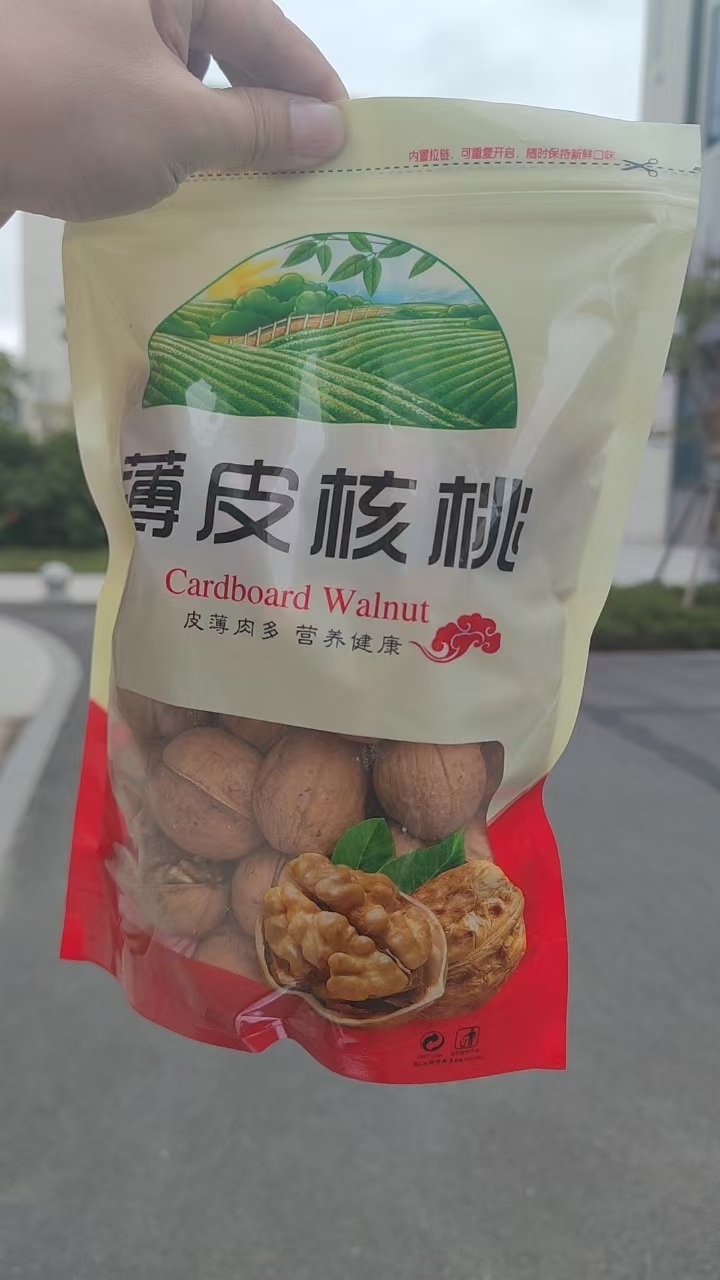 内置拉链、可重复开启、随时保持新鲜口味
薄皮核桃
Cardboard Walnut
皮薄肉多 营养健康